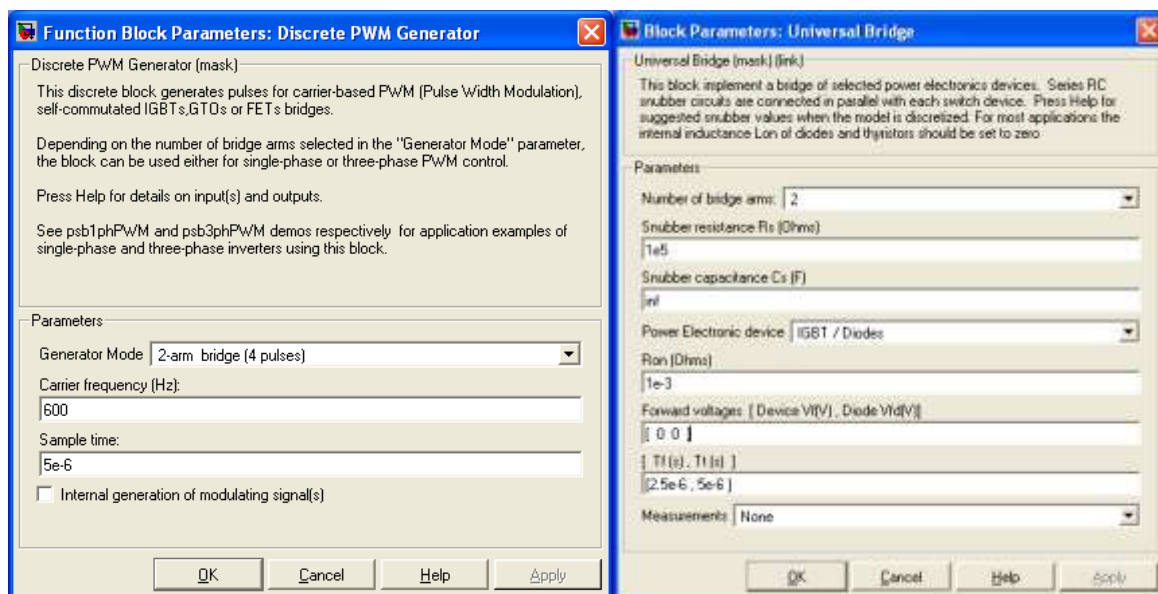 Function Block Parameters: Discrete PWM Generator
Discrete PWM Generator (mask)
This discrete block generates pulses for carrier-based PWM (Pulse Width Modulation),
self-commutated IGBTs,GTOs or FETs bridges.
Depending on the number of bridge arms selected in the "Generator Mode" parameter,
the block can be used either for single-phase or three-phase PWM control.
Press Help for details on input(s) and outputs.
See psb1phPWM and psb3phPWM demos respectively for application examples of
single-phase and three-phase inverters using this block.
Parameters
Generator Mode 2-arm bridge (4 pulses)
Carrier frequency (Hz):
600
Sample time:
5e-6
Internal generation of modulating signal(s)
OK Cancel Help Apply
Block Parameters: Universal Bridge
Universal Bridge (mask) (link)
This block implement a bridge of selected power electronics devices. Series RC
snubber circuits are connected in parallel with each switch device. Press Help for
suggested snubber values when the model is discretized. For most applications the
internal inductance Lon of diodes and thyristors should be set to zero
Parameters
Number of bridge arms: 2
Snubber resistance Rs (Ohms)
1e5
Snubber capacitance Cs (F)
inf
Power Electronic device IGBT / Diodes
Ron (Ohms)
1e-3
Forward voltages [ Device Vf(V) , Diode Vfd(V)]
[ 0 0 ]
[ Tf (s) , Tt (s) ]
[2.5e-6 , 5e-6 ]
Measurements None
OK Cancel Help Apply